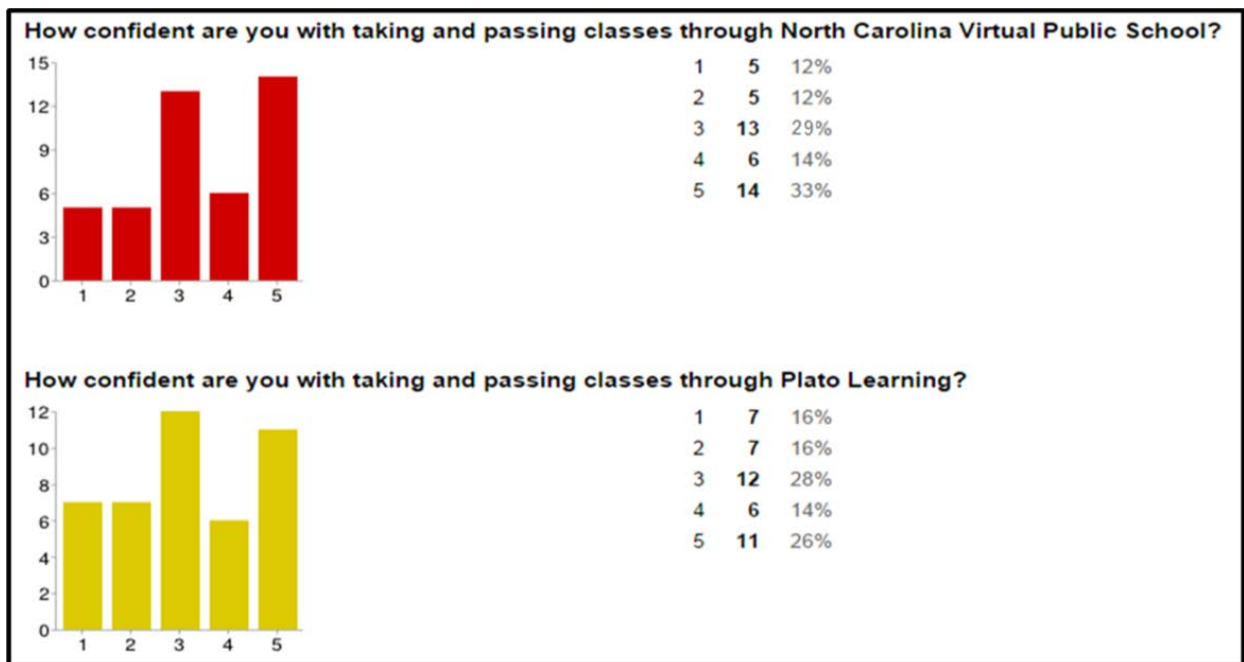 How confident are you with taking and passing classes through North Carolina Virtual Public School?
15
12
9
6
3
0
1 2 3 4 5
1 5 12%
2 5 12%
3 13 29%
4 6 14%
5 14 33%
How confident are you with taking and passing classes through Plato Learning?
12
10
8
6
4
2
0
1 2 3 4 5
1 7 16%
2 7 16%
3 12 28%
4 6 14%
5 11 26%